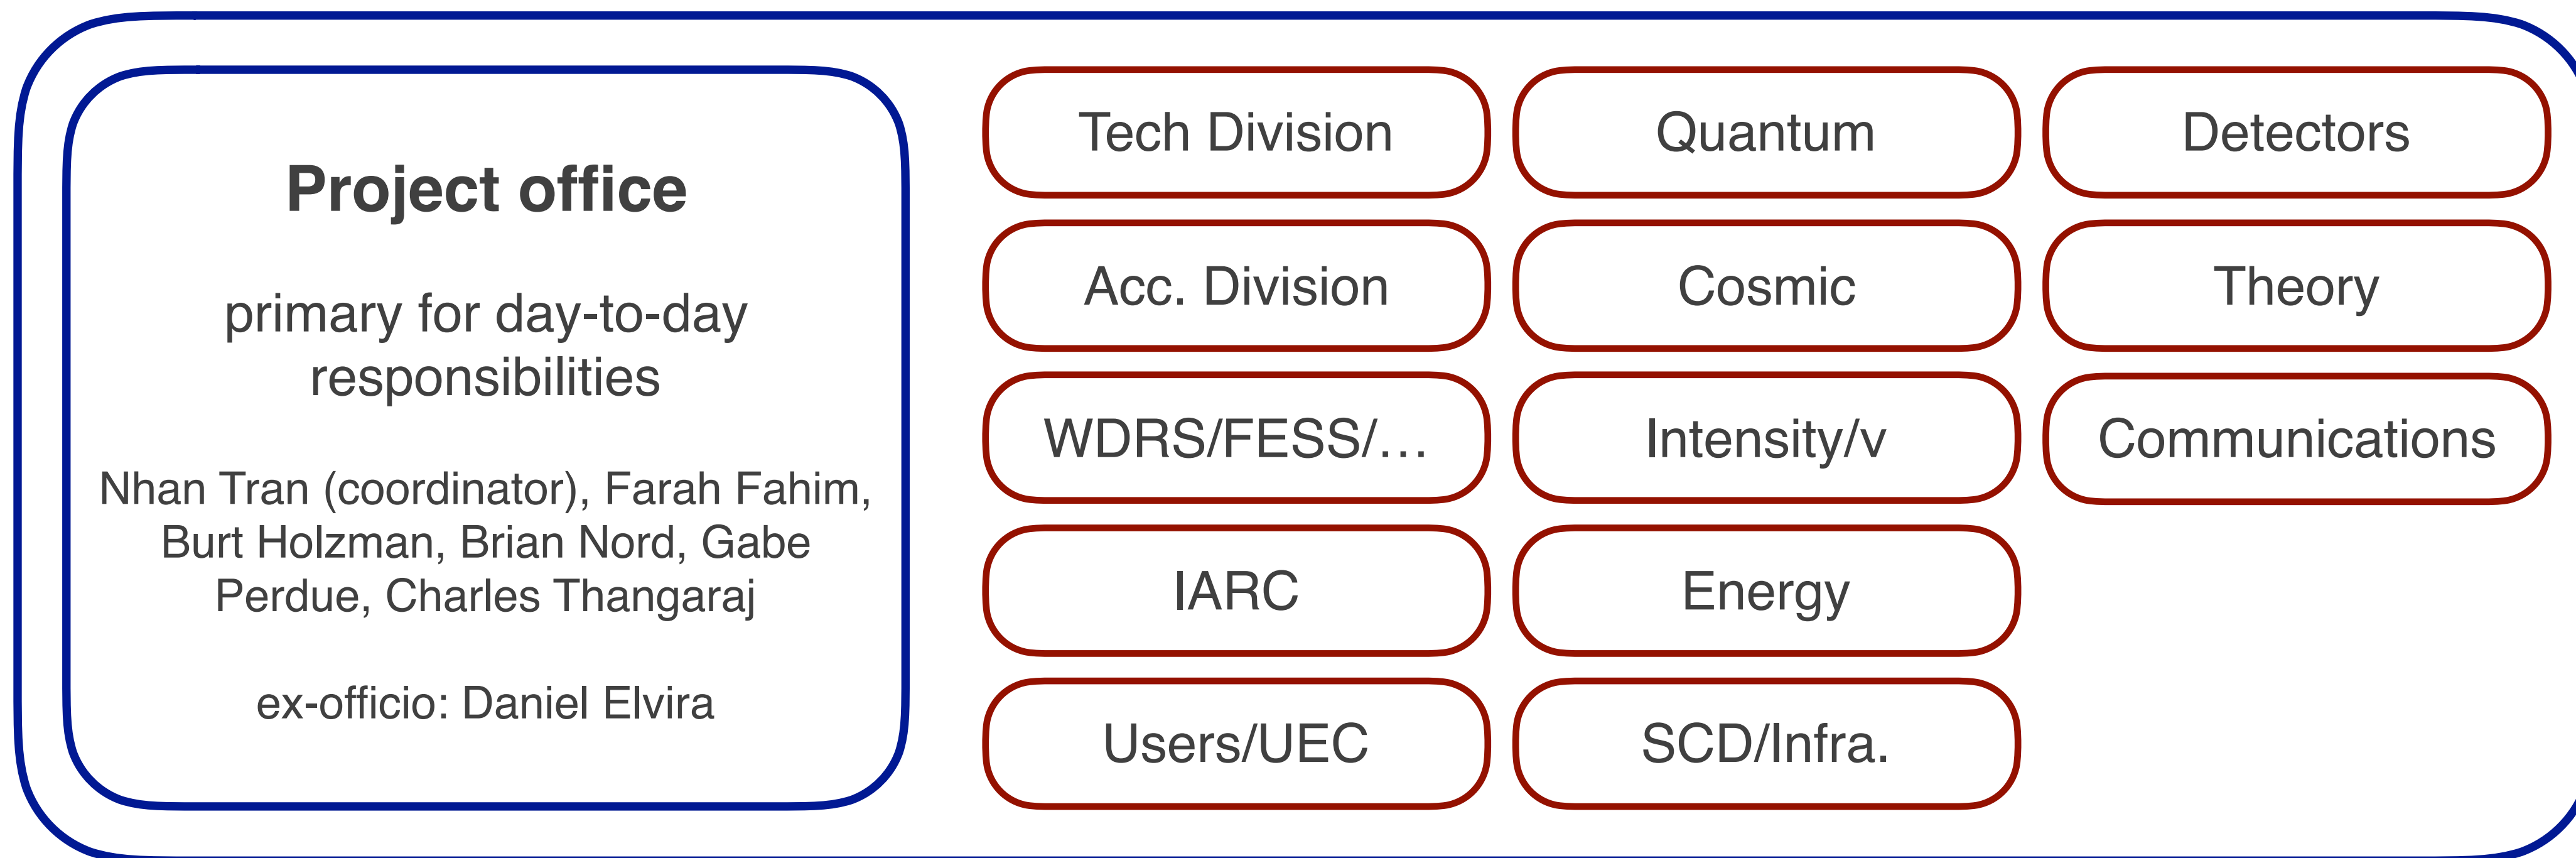 Project office
primary for day-to-day
responsibilities
Nhan Tran (coordinator), Farah Fahim,
Burt Holzman, Brian Nord, Gabe
Perdue, Charles Thangaraj
ex-officio: Daniel Elvira
Tech Division
Acc. Division
WDRS/FESS/…
IARC
Users/UEC
Quantum
Cosmic
Intensity/v
Energy
SCD/Infra.
Detectors
Theory
Communications